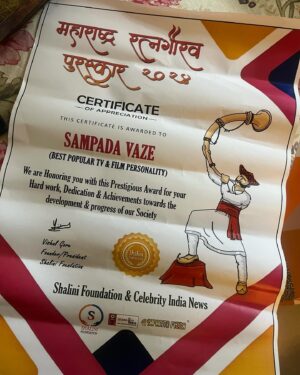 महाराष्ट्र रत्नगौरव
पुरस्कार २०२४
CERTIFICATE
OF APPRECIATION
THIS CERTIFICATE IS AWARDED TO
SAMPADA VAZE
(BEST POPULAR TV & FILM PERSONALITY)
We are Honoring you with this Prestigious Award for your
Hard work, Dedication & Achievements towards the
development & progress of our Society
Founder/President
Shalini Foundation
Shalini Foundation & Celebrity India News